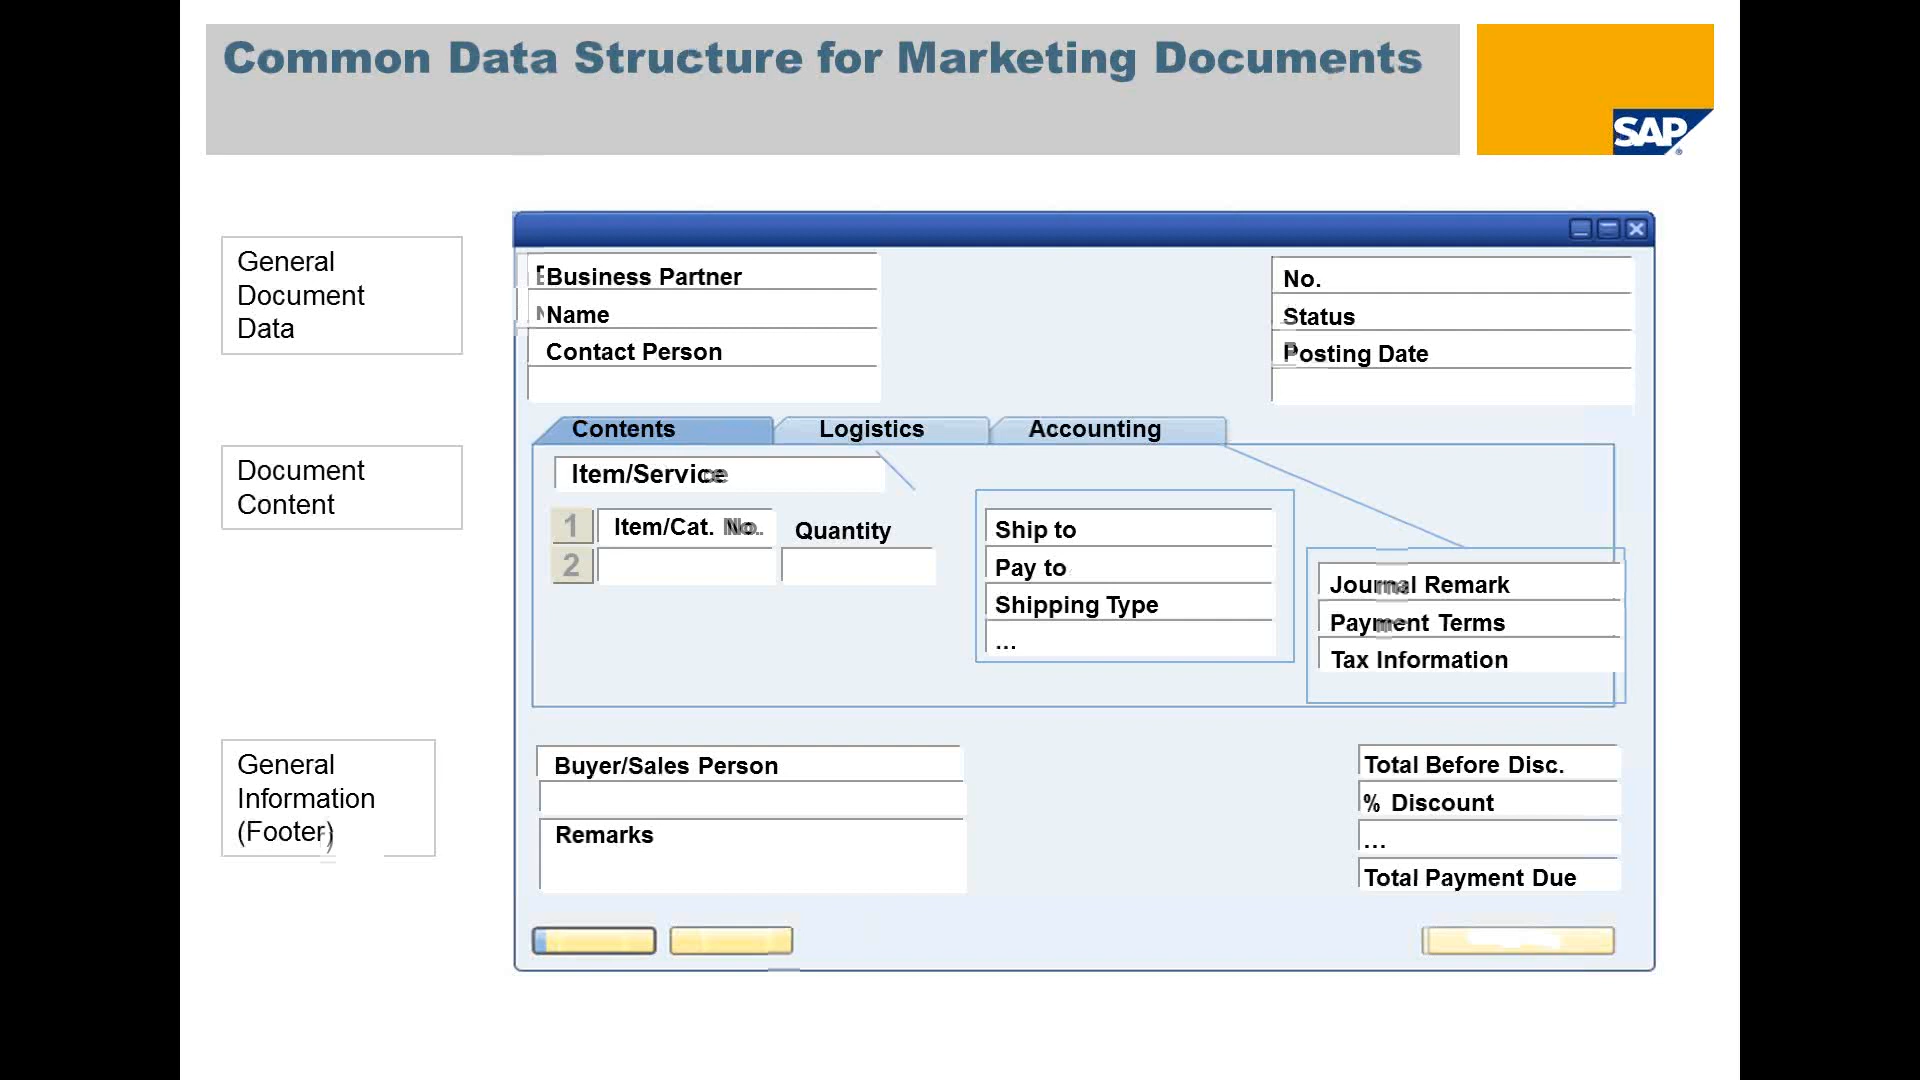 Common Data Structure for Marketing Documents
SAP
General
Document
Data
Business Partner
Name
Contact Person
No.
Status
Posting Date
Document
Content
Contents
Logistics
Accounting
Item/Service
1
Item/Cat. No.
Quantity
2
Ship to
Pay to
Shipping Type
...
Journal Remark
Payment Terms
Tax Information
General
Information
(Footer)
Buyer/Sales Person
Remarks
Total Before Disc.
% Discount
...
Total Payment Due